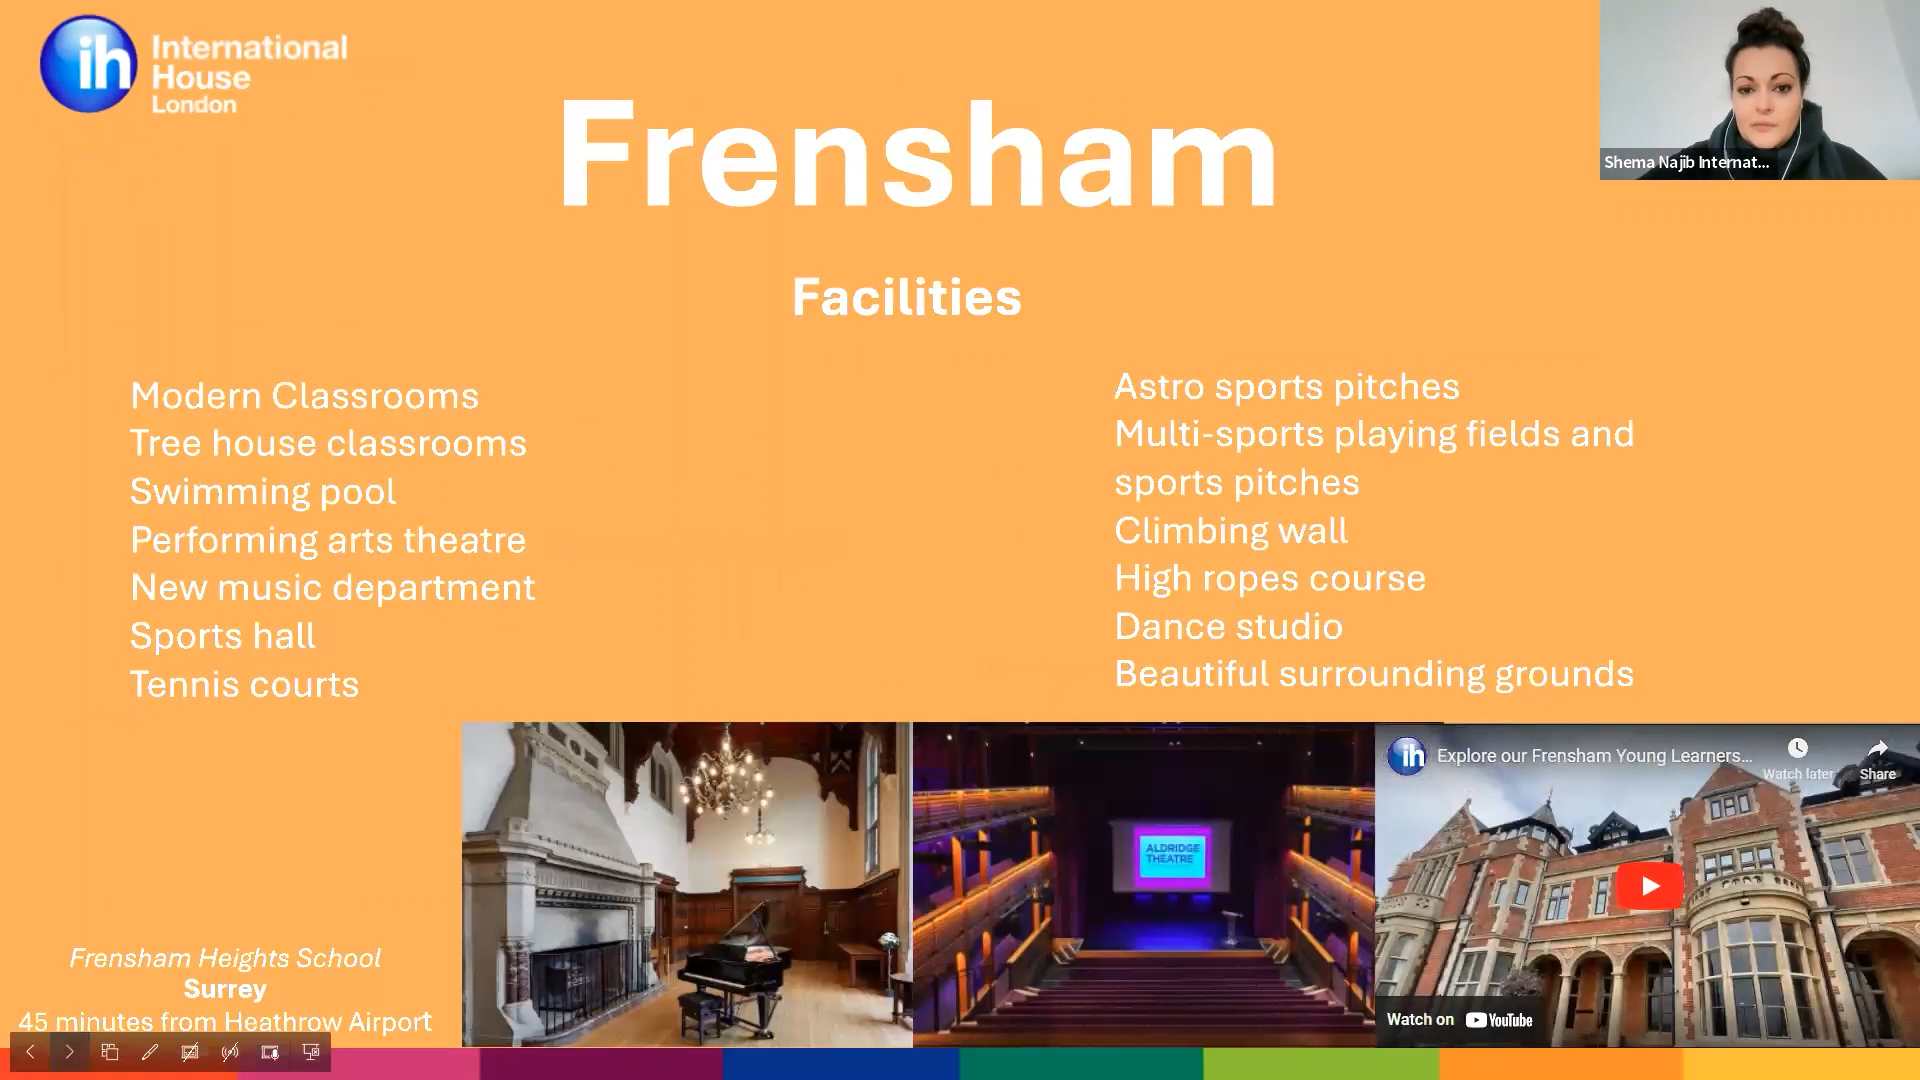 ih International
House
London
Frensham
Shema Najib Internat...
Facilities
Modern Classrooms
Tree house classrooms
Swimming pool
Performing arts theatre
New music department
Sports hall
Tennis courts
Astro sports pitches
Multi-sports playing fields and
sports pitches
Climbing wall
High ropes course
Dance studio
Beautiful surrounding grounds
Frensham Heights School
Surrey
45 minutes from Heathrow Airport
ALDRIDGE
THEATRE
ih Explore our Frensham Young Learners...
Watch later
Share
Watch on YouTube